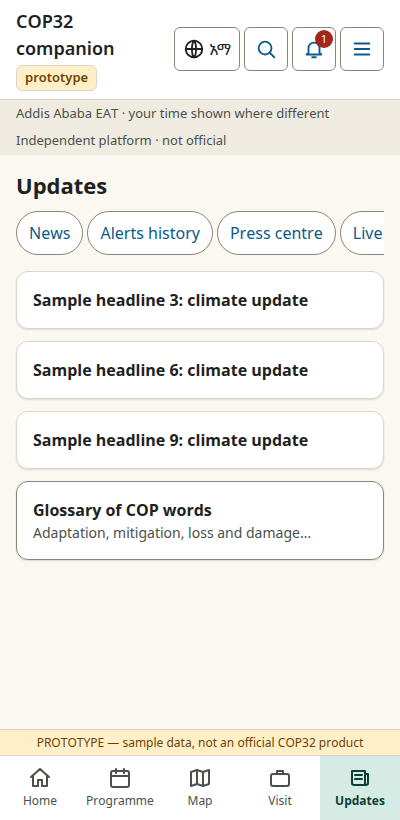 COP32
companion
prototype
አማ
1
Addis Ababa EAT · your time shown where different
Independent platform · not official
Updates
News
Alerts history
Press centre
Live
Sample headline 3: climate update
Sample headline 6: climate update
Sample headline 9: climate update
Glossary of COP words
Adaptation, mitigation, loss and damage...
PROTOTYPE — sample data, not an official COP32 product
Home
Programme
Map
Visit
Updates